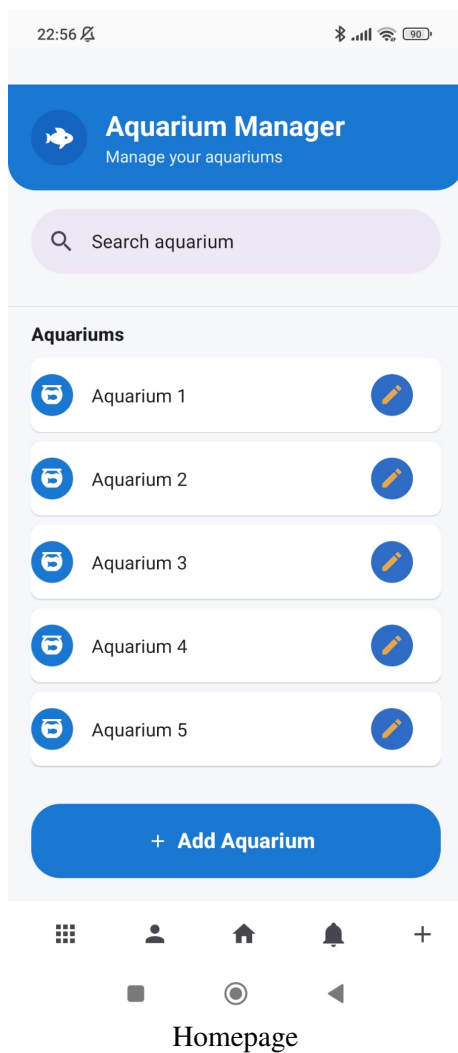 22:56
90
Aquarium Manager
Manage your aquariums
Search aquarium
Aquariums
Aquarium 1
Aquarium 2
Aquarium 3
Aquarium 4
Aquarium 5
+ Add Aquarium
Homepage